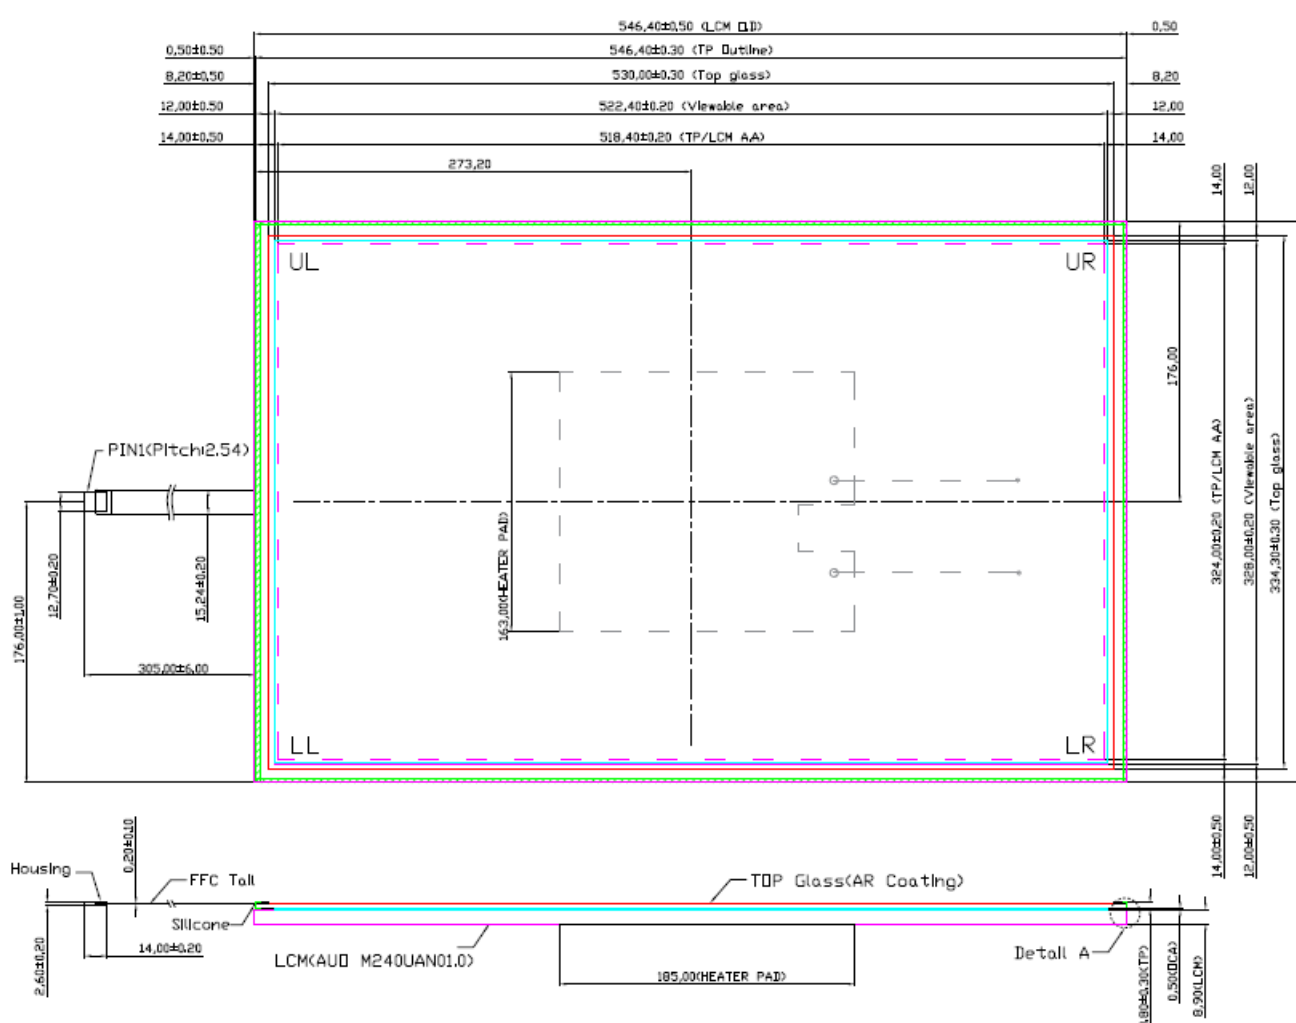 546,40±0,50 (LCM O.D)
0,50
0,50±0.50
546,40±0.30 (TP Outline)
8,20±0,50
530,00±0.30 (Top glass)
8,20
12,00±0.50
522,40±0.20 (Viewable area)
12,00
14,00±0,50
518,40±0.20 (TP/LCM A.A)
14,00
273,20
14,00
12,00
UL
UR
176,00
PIN1(Pitch:2.54)
163,00(HEATER PAD)
324,00±0,20 (TP/LCM A.A)
328,00±0,20 (Viewable area)
334,30±0.30 (Top glass)
12,70±0,20
15,24±0,20
176,00±1,00
305,00±6,00
LL
LR
14,00±0,50
12,00±0,50
0,20±0,10
Housing
FFC Tail
TOP Glass(AR Coating)
Silicone
14,00±0.20
2,60±0,20
LCM(AUO M240UAN01.0)
185,00(HEATER PAD)
Detail A
,80±0,30(TP)
0,50(OCA)
8,90(LCM)